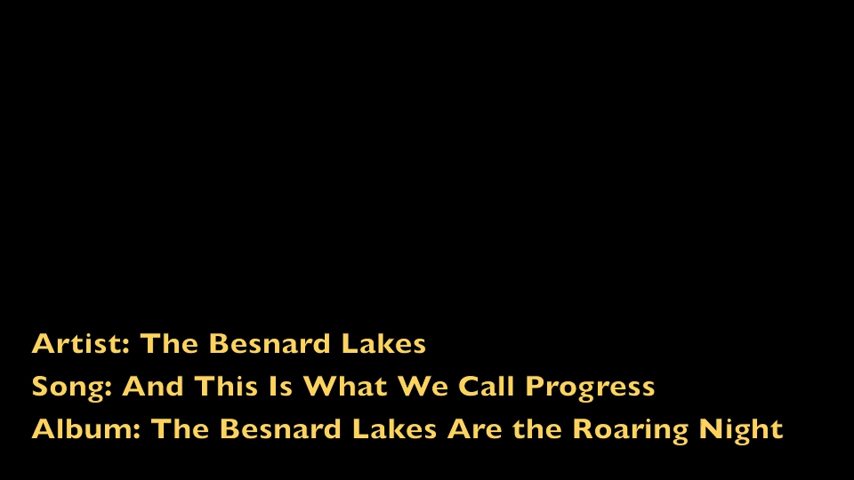 Artist: The Besnard Lakes
Song: And This Is What We Call Progress
Album: The Besnard Lakes Are the Roaring Night